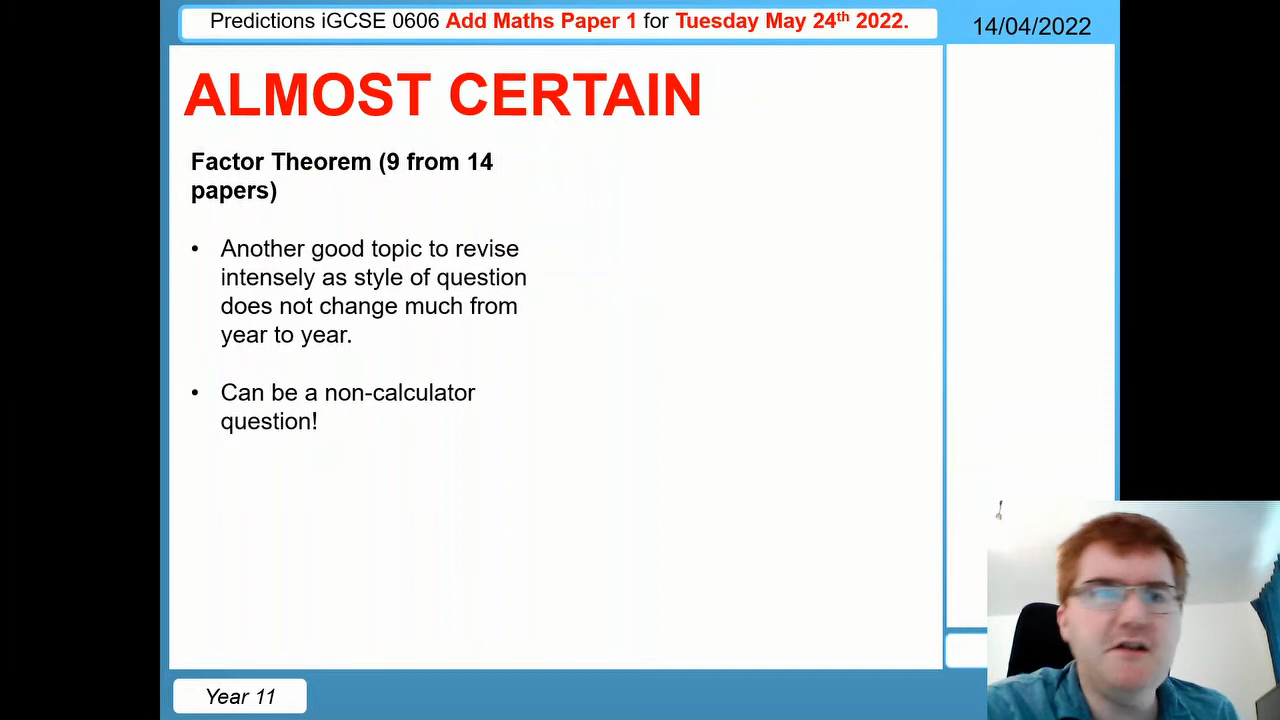 Predictions iGCSE 0606 Add Maths Paper 1 for Tuesday May 24th 2022.
14/04/2022
ALMOST CERTAIN
Factor Theorem (9 from 14
papers)
• Another good topic to revise
intensely as style of question
does not change much from
year to year.
• Can be a non-calculator
question!
Year 11